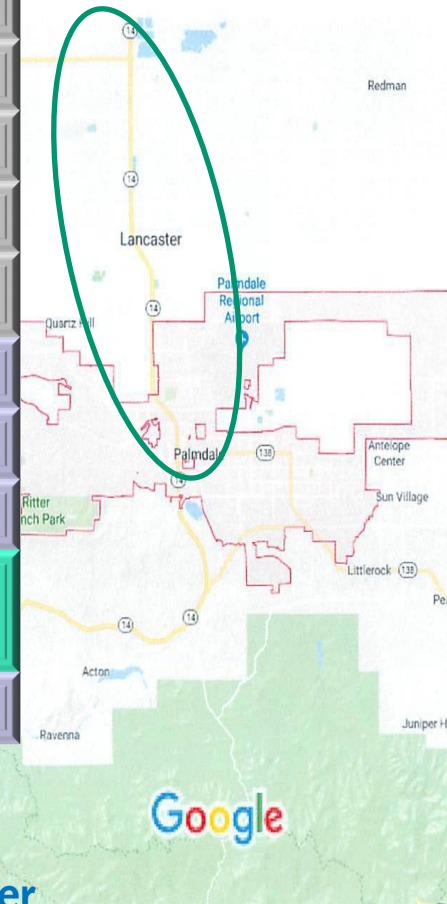 14
Redman
14
Lancaster
Palmdale
Regional
Airport
14
Quartz Hill
Palmdale
138
Antelope
Center
14
Sun Village
Ritter
nch Park
Littlerock
138
Pe
14
14
Acton
Juniper H
Ravenna
Google
er